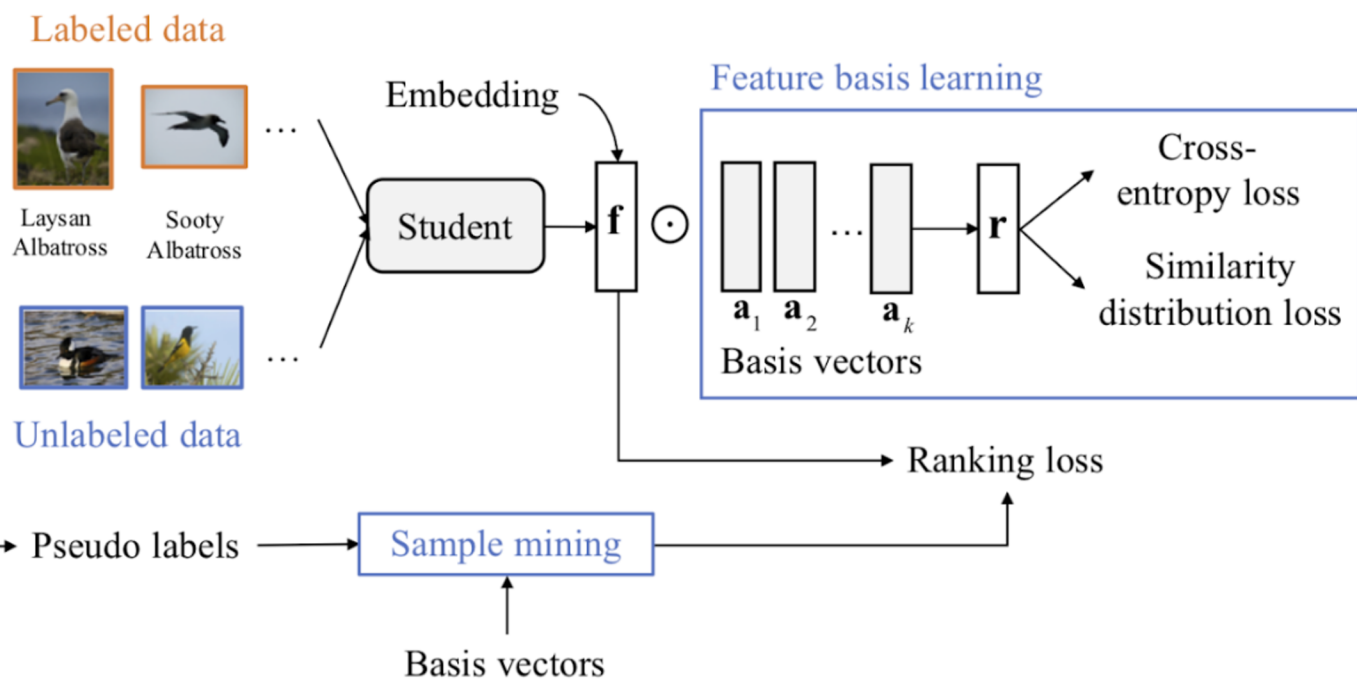 Labeled data
Laysan
Albatross
Sooty
Albatross
...
Unlabeled data
...
Embedding
Student
f
⊙
Feature basis learning
a1 a2 ... ak
Basis vectors
r
Cross-
entropy loss
Similarity
distribution loss
Ranking loss
Pseudo labels
Sample mining
Basis vectors